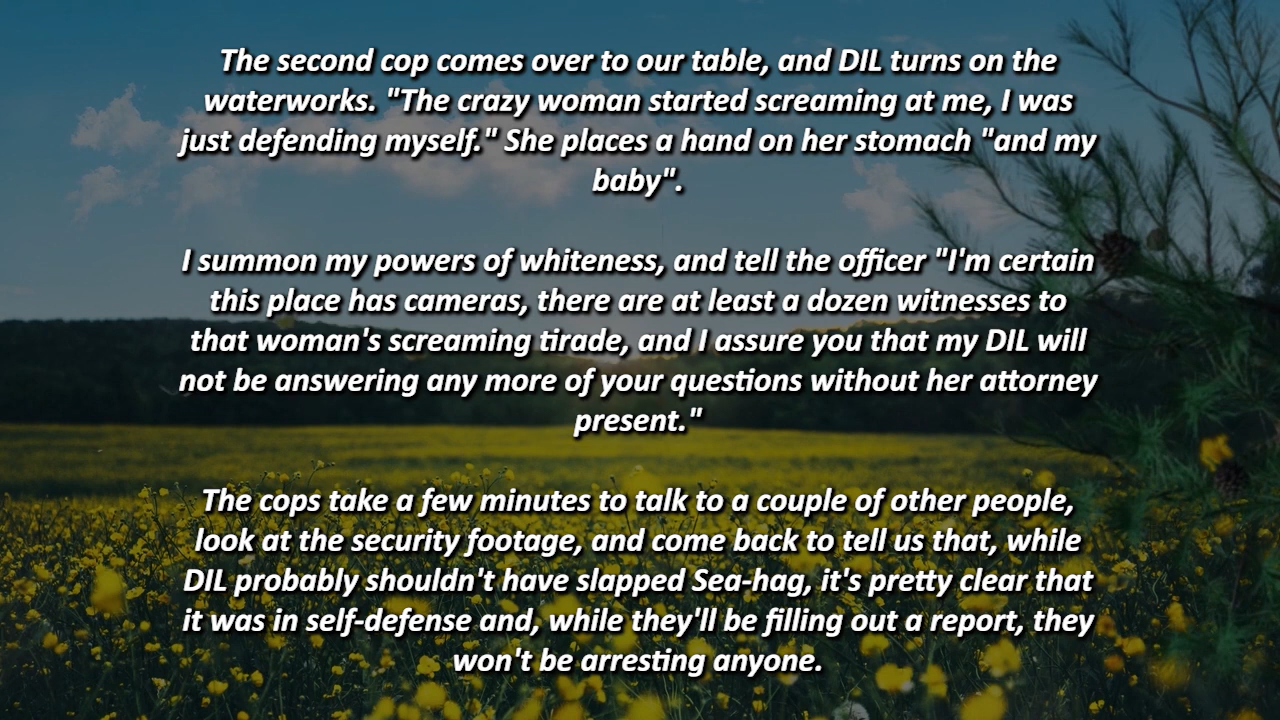 The second cop comes over to our table, and DIL turns on the
waterworks. "The crazy woman started screaming at me, I was
just defending myself." She places a hand on her stomach "and my
baby".
I summon my powers of whiteness, and tell the officer "I'm certain
this place has cameras, there are at least a dozen witnesses to
that woman's screaming tirade, and I assure you that my DIL will
not be answering any more of your questions without her attorney
present."
The cops take a few minutes to talk to a couple of other people,
look at the security footage, and come back to tell us that, while
DIL probably shouldn't have slapped Sea-hag, it's pretty clear that
it was in self-defense and, while they'll be filling out a report, they
won't be arresting anyone.